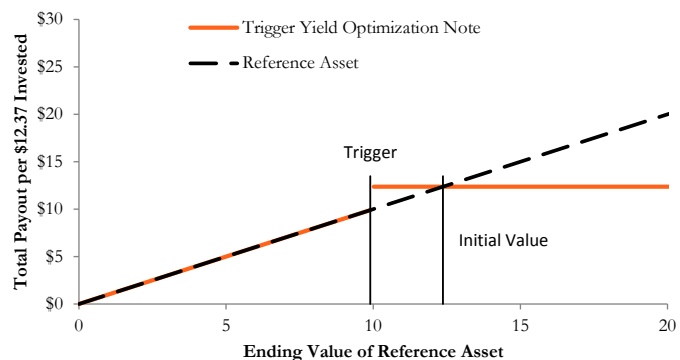 Total Payout per $12.37 Invested
$30
$25
$20
$15
$10
$5
$0
Trigger Yield Optimization Note
Reference Asset
Trigger
Initial Value
0
5
10
15
20
Ending Value of Reference Asset